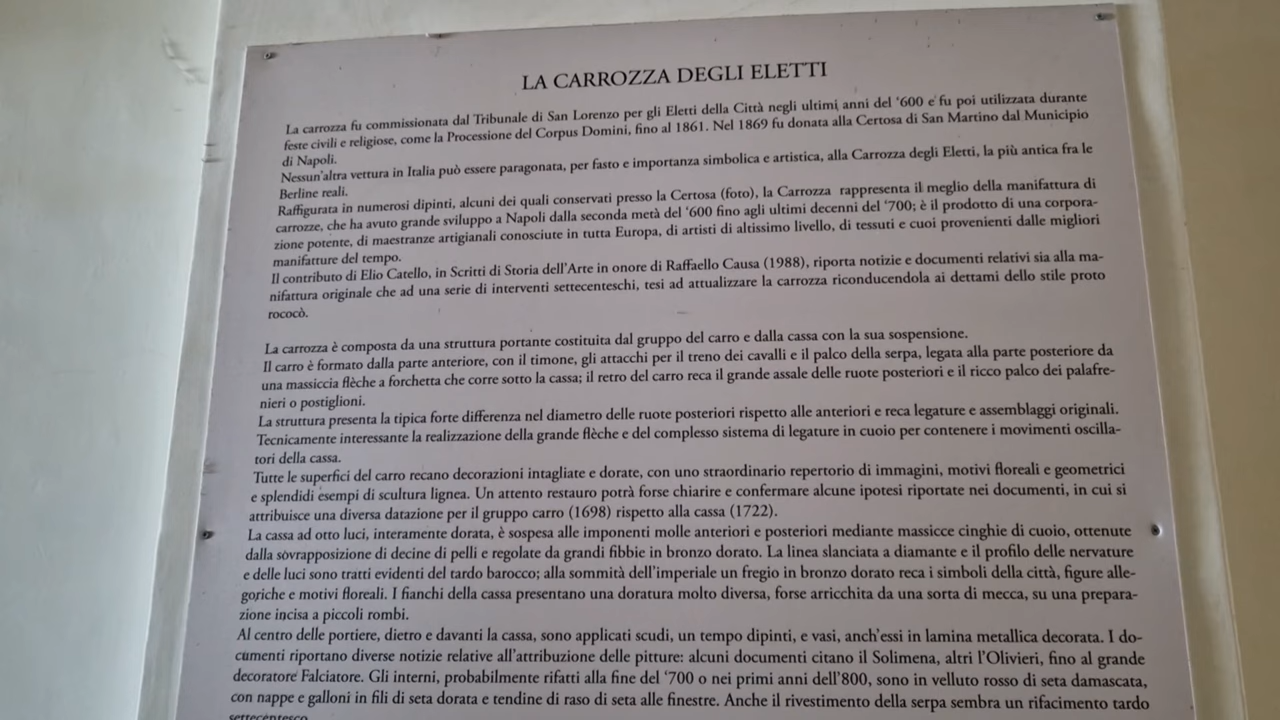 LA CARROZZA DEGLI ELETTI
La carrozza fu commissionata dal Tribunale di San Lorenzo per gli Eletti della Città negli ultimi anni del ‘600 e fu poi utilizzata durante
feste civili e religiose, come la Processione del Corpus Domini, fino al 1861. Nel 1869 fu donata alla Certosa di San Martino dal Municipio
di Napoli.
Nessun’altra vettura in Italia può essere paragonata, per fasto e importanza simbolica e artistica, alla Carrozza degli Eletti, la più antica fra le
Berline reali.
Raffigurata in numerosi dipinti, alcuni dei quali conservati presso la Certosa (foto), la Carrozza rappresenta il meglio della manifattura di
carrozze, che ha avuto grande sviluppo a Napoli dalla seconda metà del ‘600 fino agli ultimi decenni del ‘700; è il prodotto di una corpora-
zione potente, di maestranze artigianali conosciute in tutta Europa, di artisti di altissimo livello, di tessuti e cuoi provenienti dalle migliori
manifatture del tempo.
Il contributo di Elio Catello, in Scritti di Storia dell’Arte in onore di Raffaello Causa (1988), riporta notizie e documenti relativi sia alla ma-
nifattura originale che ad una serie di interventi settecenteschi, tesi ad attualizzare la carrozza riconducendola ai dettami dello stile proto
rococò.
La carrozza è composta da una struttura portante costituita dal gruppo del carro e dalla cassa con la sua sospensione.
Il carro è formato dalla parte anteriore, con il timone, gli attacchi per il treno dei cavalli e il palco della serpa, legata alla parte posteriore da
una massiccia flèche a forchetta che corre sotto la cassa; il retro del carro reca il grande assale delle ruote posteriori e il ricco palco dei palafre-
nieri o postiglioni.
La struttura presenta la tipica forte differenza nel diametro delle ruote posteriori rispetto alle anteriori e reca legature e assemblaggi originali.
Tecnicamente interessante la realizzazione della grande flèche e del complesso sistema di legature in cuoio per contenere i movimenti oscilla-
tori della cassa.
Tutte le superfici del carro recano decorazioni intagliate e dorate, con uno straordinario repertorio di immagini, motivi floreali e geometrici
e splendidi esempi di scultura lignea. Un attento restauro potrà forse chiarire e confermare alcune ipotesi riportate nei documenti, in cui si
attribuisce una diversa datazione per il gruppo carro (1698) rispetto alla cassa (1722).
La cassa ad otto luci, interamente dorata, è sospesa alle imponenti molle anteriori e posteriori mediante massicce cinghie di cuoio, ottenute
dalla sovrapposizione di decine di pelli e regolate da grandi fibbie in bronzo dorato. La linea slanciata a diamante e il profilo delle nervature
e delle luci sono tratti evidenti del tardo barocco; alla sommità dell’imperiale un fregio in bronzo dorato reca i simboli della città, figure alle-
goriche e motivi floreali. I fianchi della cassa presentano una doratura molto diversa, forse arricchita da una sorta di mecca, su una prepara-
zione incisa a piccoli rombi.
Al centro delle portiere, dietro e davanti la cassa, sono applicati scudi, un tempo dipinti, e vasi, anch’essi in lamina metallica decorata. I do-
cumenti riportano diverse notizie relative all’attribuzione delle pitture: alcuni documenti citano il Solimena, altri l’Olivieri, fino al grande
decoratore Falciatore. Gli interni, probabilmente rifatti alla fine del ‘700 o nei primi anni dell’800, sono in velluto rosso di seta damascata,
con nappe e galloni in fili di seta dorata e tendine di raso di seta alle finestre. Anche il rivestimento della serpa sembra un rifacimento tardo
settecentesco